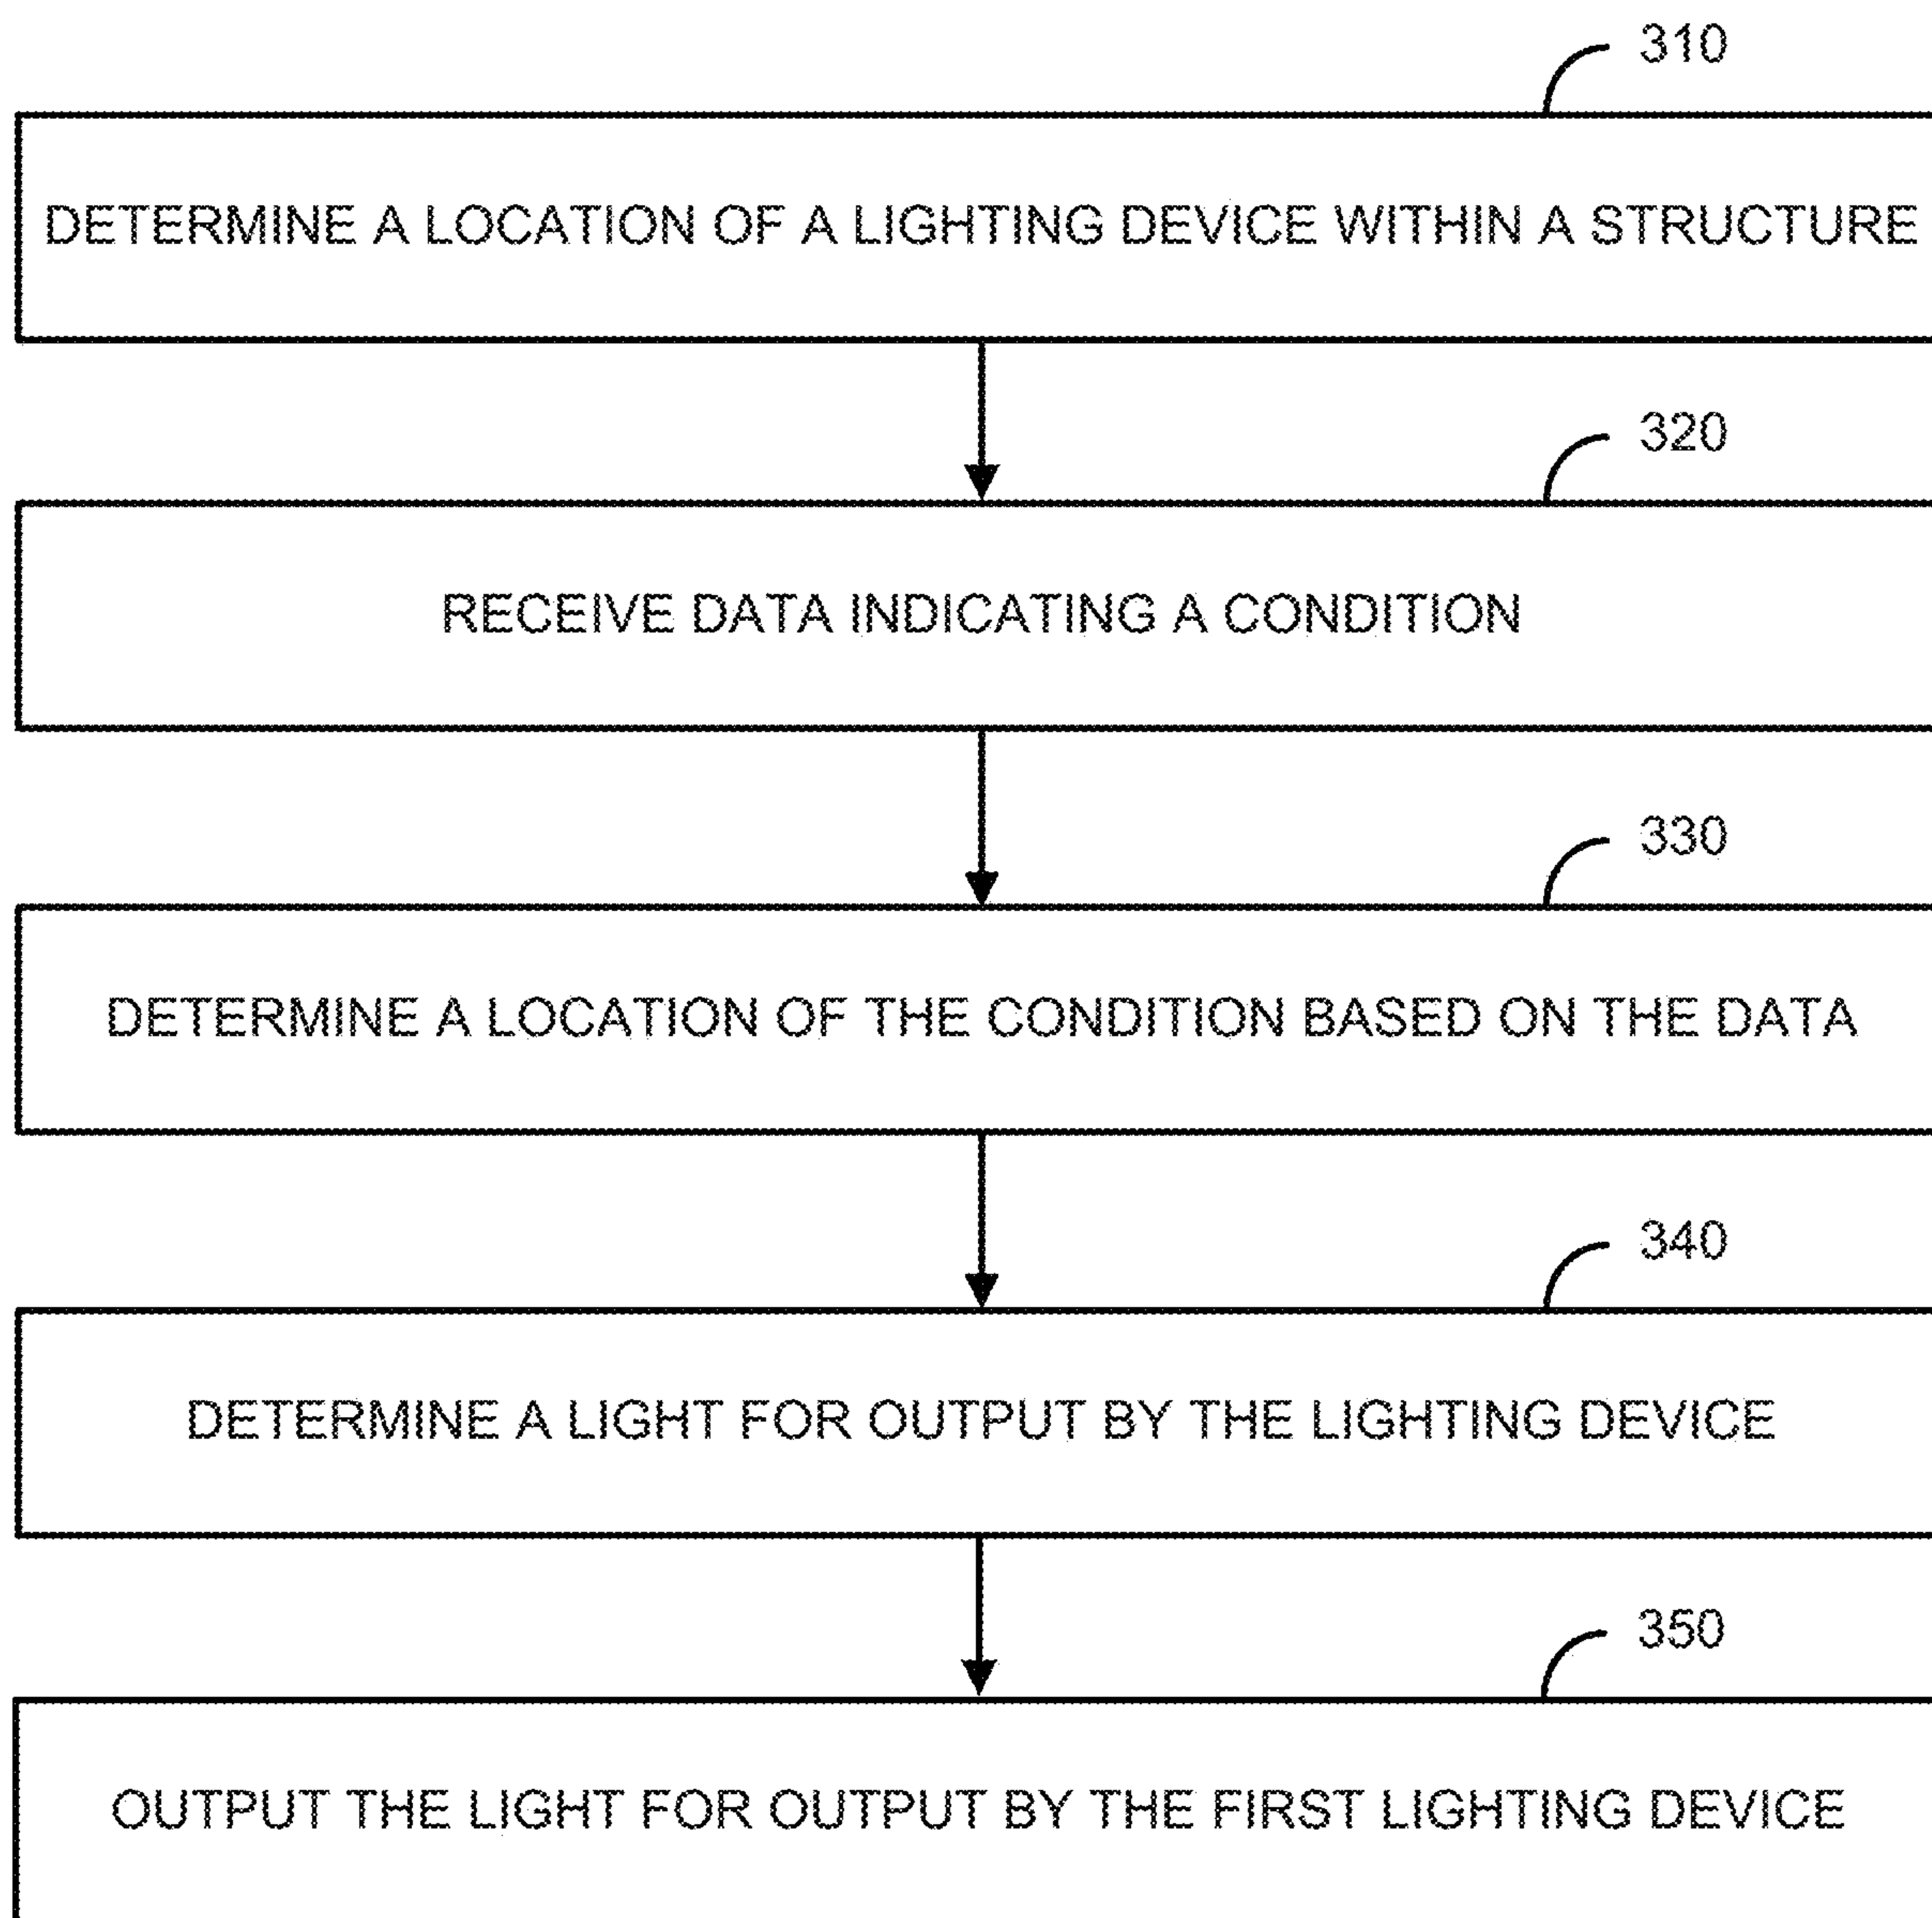 310
DETERMINE A LOCATION OF A LIGHTING DEVICE WITHIN A STRUCTURE
320
RECEIVE DATA INDICATING A CONDITION
330
DETERMINE A LOCATION OF THE CONDITION BASED ON THE DATA
340
DETERMINE A LIGHT FOR OUTPUT BY THE LIGHTING DEVICE
350
OUTPUT THE LIGHT FOR OUTPUT BY THE FIRST LIGHTING DEVICE